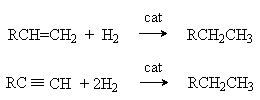 cat
RCH=CH₂ + H₂ → RCH₂CH₃
cat
RC≡CH + 2H₂ → RCH₂CH₃